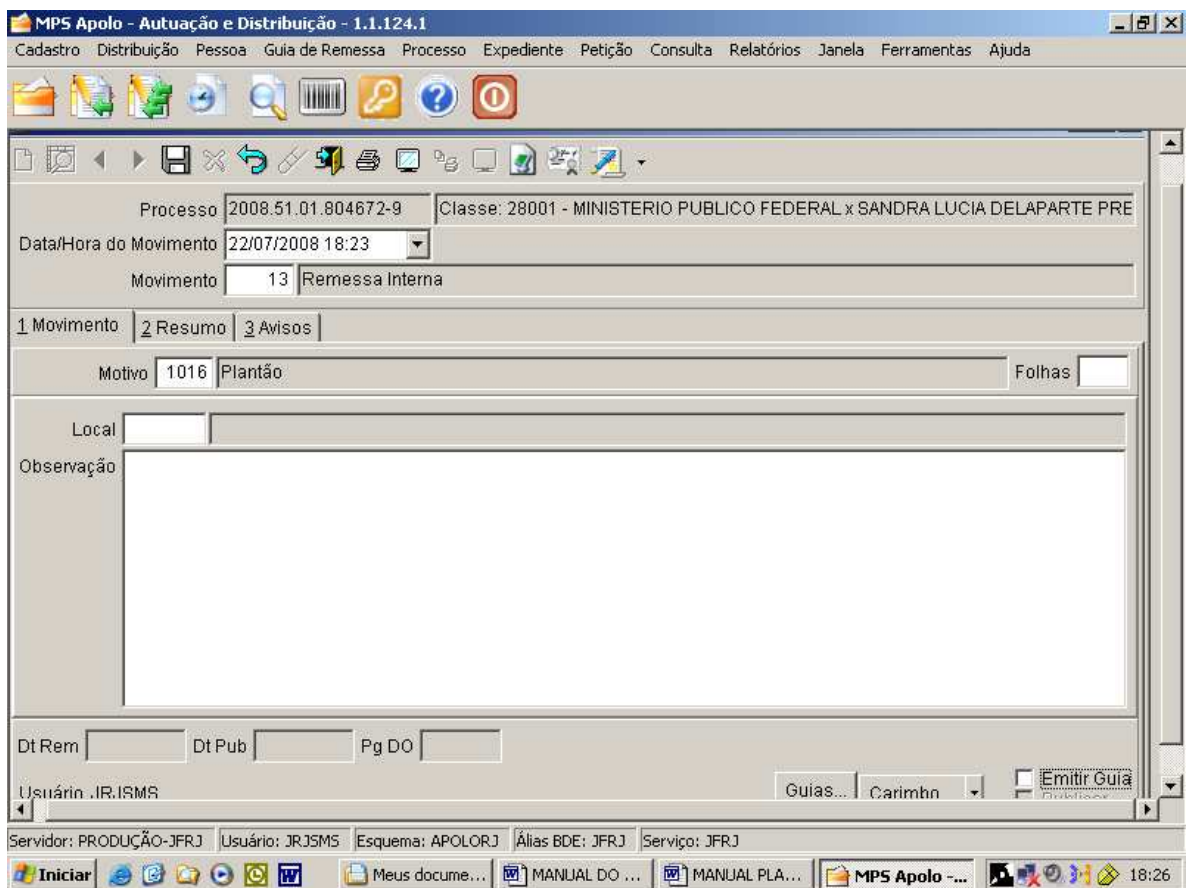 MPS Apolo - Autuação e Distribuição - 1.1.124.1
Cadastro Distribuição Pessoa Guia de Remessa Processo Expediente Petição Consulta Relatórios Janela Ferramentas Ajuda
Processo 2008.51.01.804672-9 Classe: 28001 - MINISTERIO PUBLICO FEDERAL x SANDRA LUCIA DELAPARTE PRE
Data/Hora do Movimento 22/07/2008 18:23
Movimento 13 Remessa Interna
1 Movimento 2 Resumo 3 Avisos
Motivo 1016 Plantão Folhas
Local
Observação
Dt Rem Dt Pub Pg DO
Usuário JRJSMS Guias... Carimbo Emitir Guia
Servidor: PRODUÇÃO-JFRJ Usuário: JRJSMS Esquema: APOLORJ Álias BDE: JFRJ Serviço: JFRJ
Iniciar Meus docume... MANUAL DO ... MANUAL PLA... MPS Apolo -... 18:26